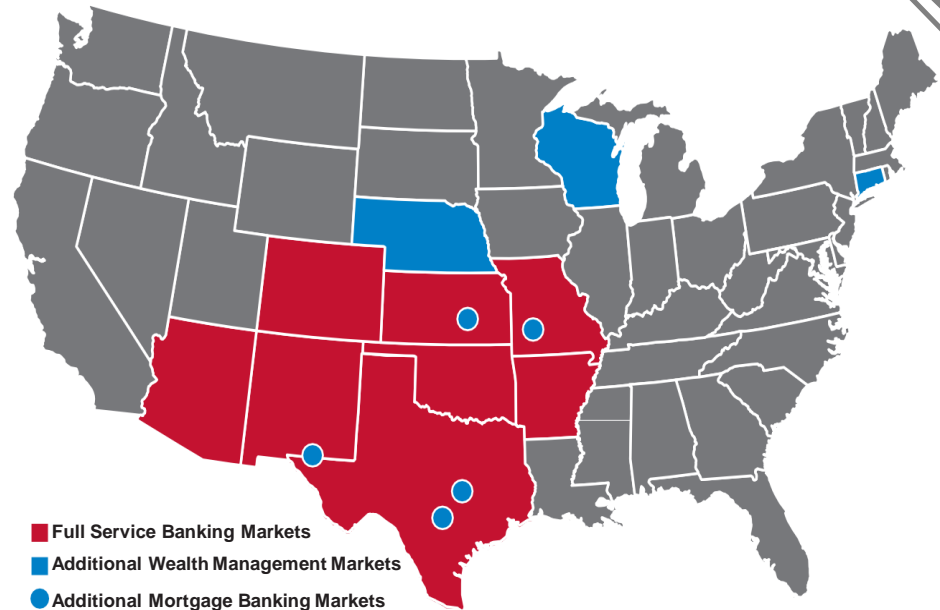 Full Service Banking Markets
Additional Wealth Management Markets
Additional Mortgage Banking Markets